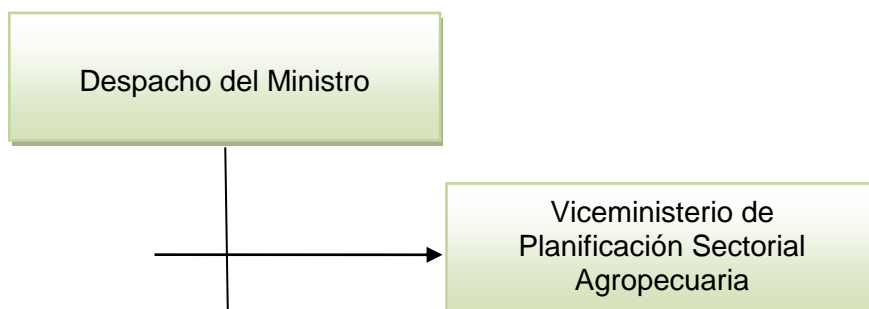 Despacho del Ministro
Viceministerio de
Planificación Sectorial
Agropecuaria